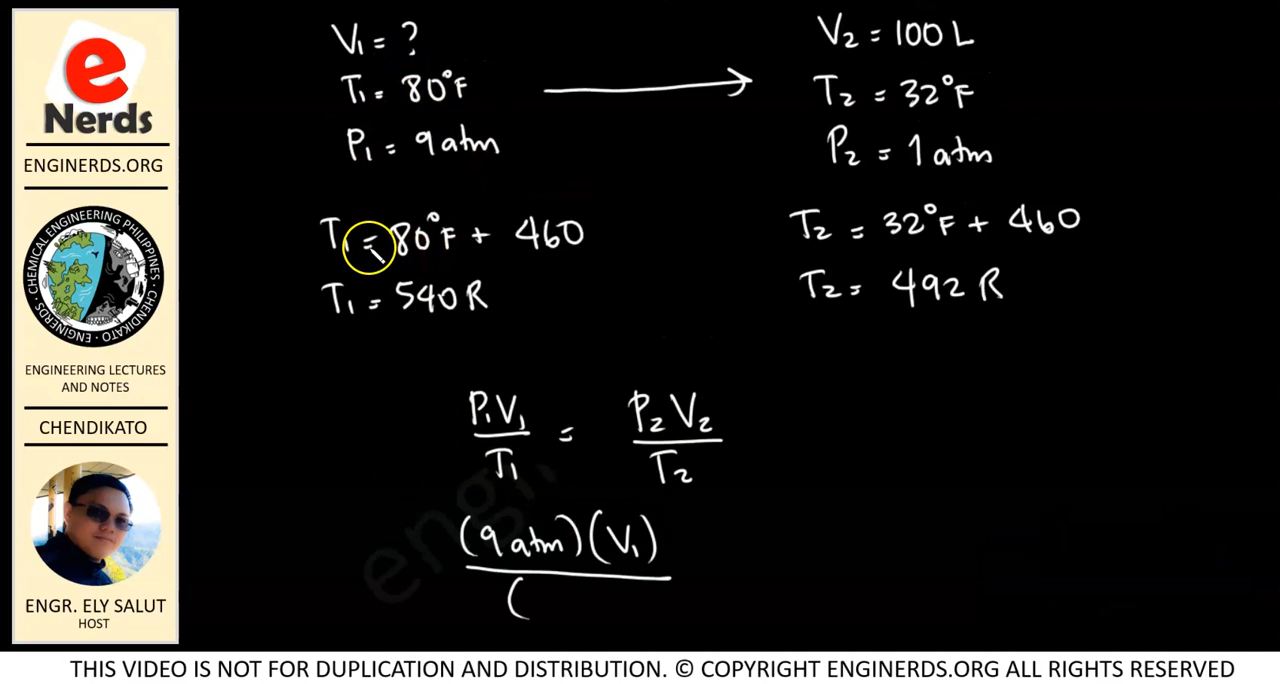 e
Nerds
ENGINERDS.ORG
CHEMICAL ENGINEERING PHILIPPINES
CHENDIKATO ENGINERDS
ENGINEERING LECTURES
AND NOTES
CHENDIKATO
ENGR. ELY SALUT
HOST
V₁ = ?
T₁ = 80°F
P₁ = 9 atm
V₂ = 100 L
T₂ = 32°F
P₂ = 1 atm
T₁ = 80°F + 460
T₁ = 540 R
T₂ = 32°F + 460
T₂ = 492 R
P₁V₁ / T₁ = P₂V₂ / T₂
(9 atm)(V₁)
(
THIS VIDEO IS NOT FOR DUPLICATION AND DISTRIBUTION. © COPYRIGHT ENGINERDS.ORG ALL RIGHTS RESERVED